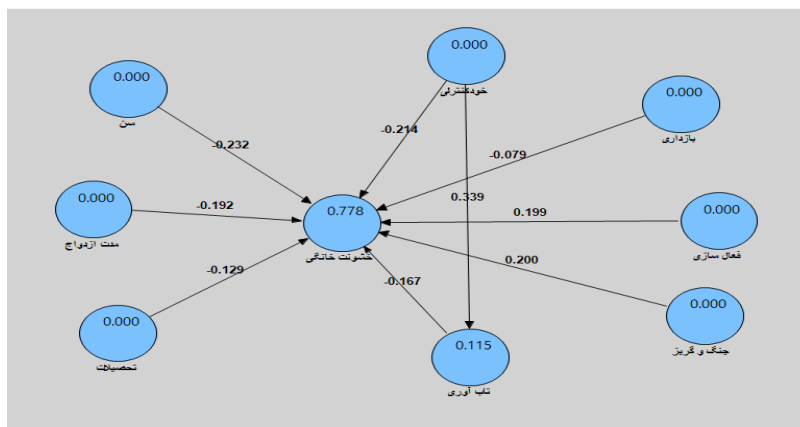 0.000
خودکنترلی
0.000
سن
0.000
بازداری
-0.232
-0.214
-0.079
0.339
0.000
مدت ازدواج
-0.192
0.778
خشونت خانگی
0.199
0.000
فعال سازی
0.200
-0.129
-0.167
0.000
جنگ و گریز
0.000
تحصیلات
0.115
تاب آوری